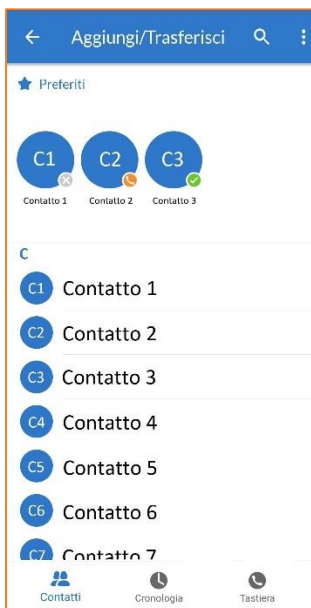 Aggiungi/Trasferisci
Preferiti
C1 C2 C3
Contatto 1 Contatto 2 Contatto 3
C
C1 Contatto 1
C2 Contatto 2
C3 Contatto 3
C4 Contatto 4
C5 Contatto 5
C6 Contatto 6
C7 Contatto 7
Contatti Cronologia Tastiera